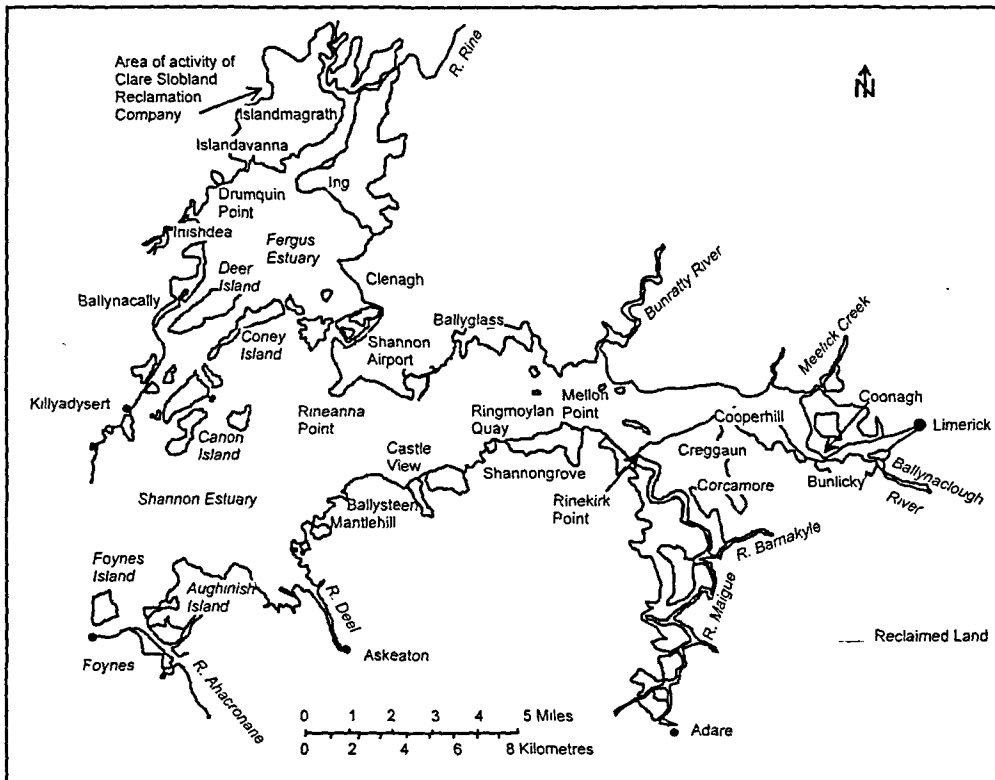 Area of activity of
Clare Slobland
Reclamation
Company
R. Rine
N
Islandmagrath
Islandavanna
Ing
Drumquin
Point
Inishdea
Fergus
Estuary
Deer
Island
Clenagh
Bunratty River
Ballynacally
Coney
Island
Shannon
Airport
Ballyglass
Meelick Creek
Coonagh
Killyadysert
Canon
Island
Rineanna
Point
Ringmoylan
Quay
Mellon
Point
Cooperhill
Limerick
Castle
View
Shannongrove
Creggaun
Bunlicky
Ballynaclough
River
Shannon Estuary
Ballysteen
Mantlehill
Rinekirk
Point
Corcamore
R. Barnakyle
Foynes
Island
Aughinish
Island
R. Deel
R. Maigue
Reclaimed Land
Foynes
R. Ahacronane
Askeaton
Adare
0 1 2 3 4 5 Miles
0 2 4 6 8 Kilometres